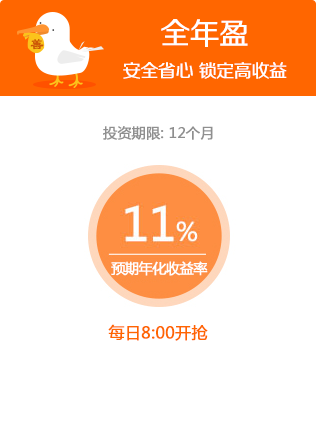 全年盈
安全省心 锁定高收益
善
投资期限: 12个月
11%
预期年化收益率
每日8:00开抢